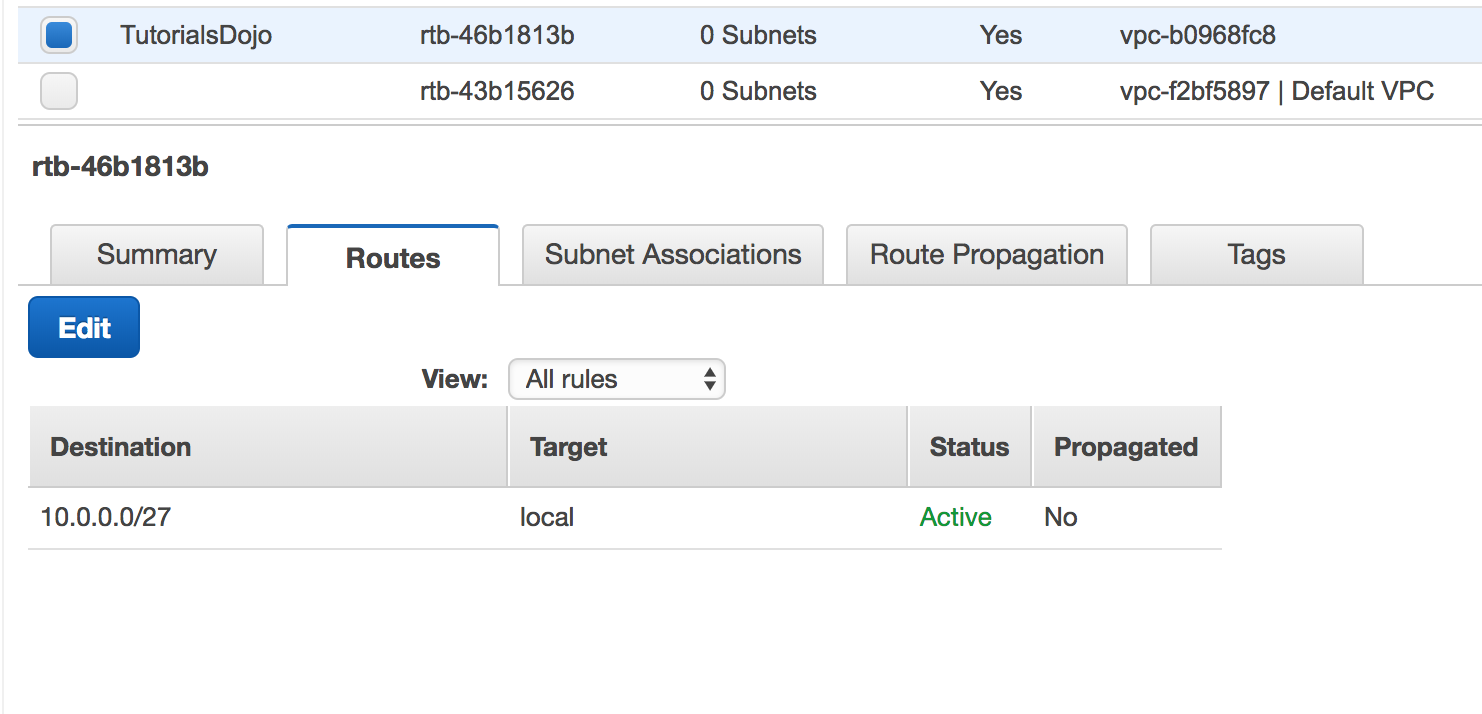 TutorialsDojo rtb-46b1813b 0 Subnets Yes vpc-b0968fc8
rtb-43b15626 0 Subnets Yes vpc-f2bf5897 | Default VPC
rtb-46b1813b
Summary Routes Subnet Associations Route Propagation Tags
Edit
View: All rules
Destination Target Status Propagated
10.0.0.0/27 local Active No